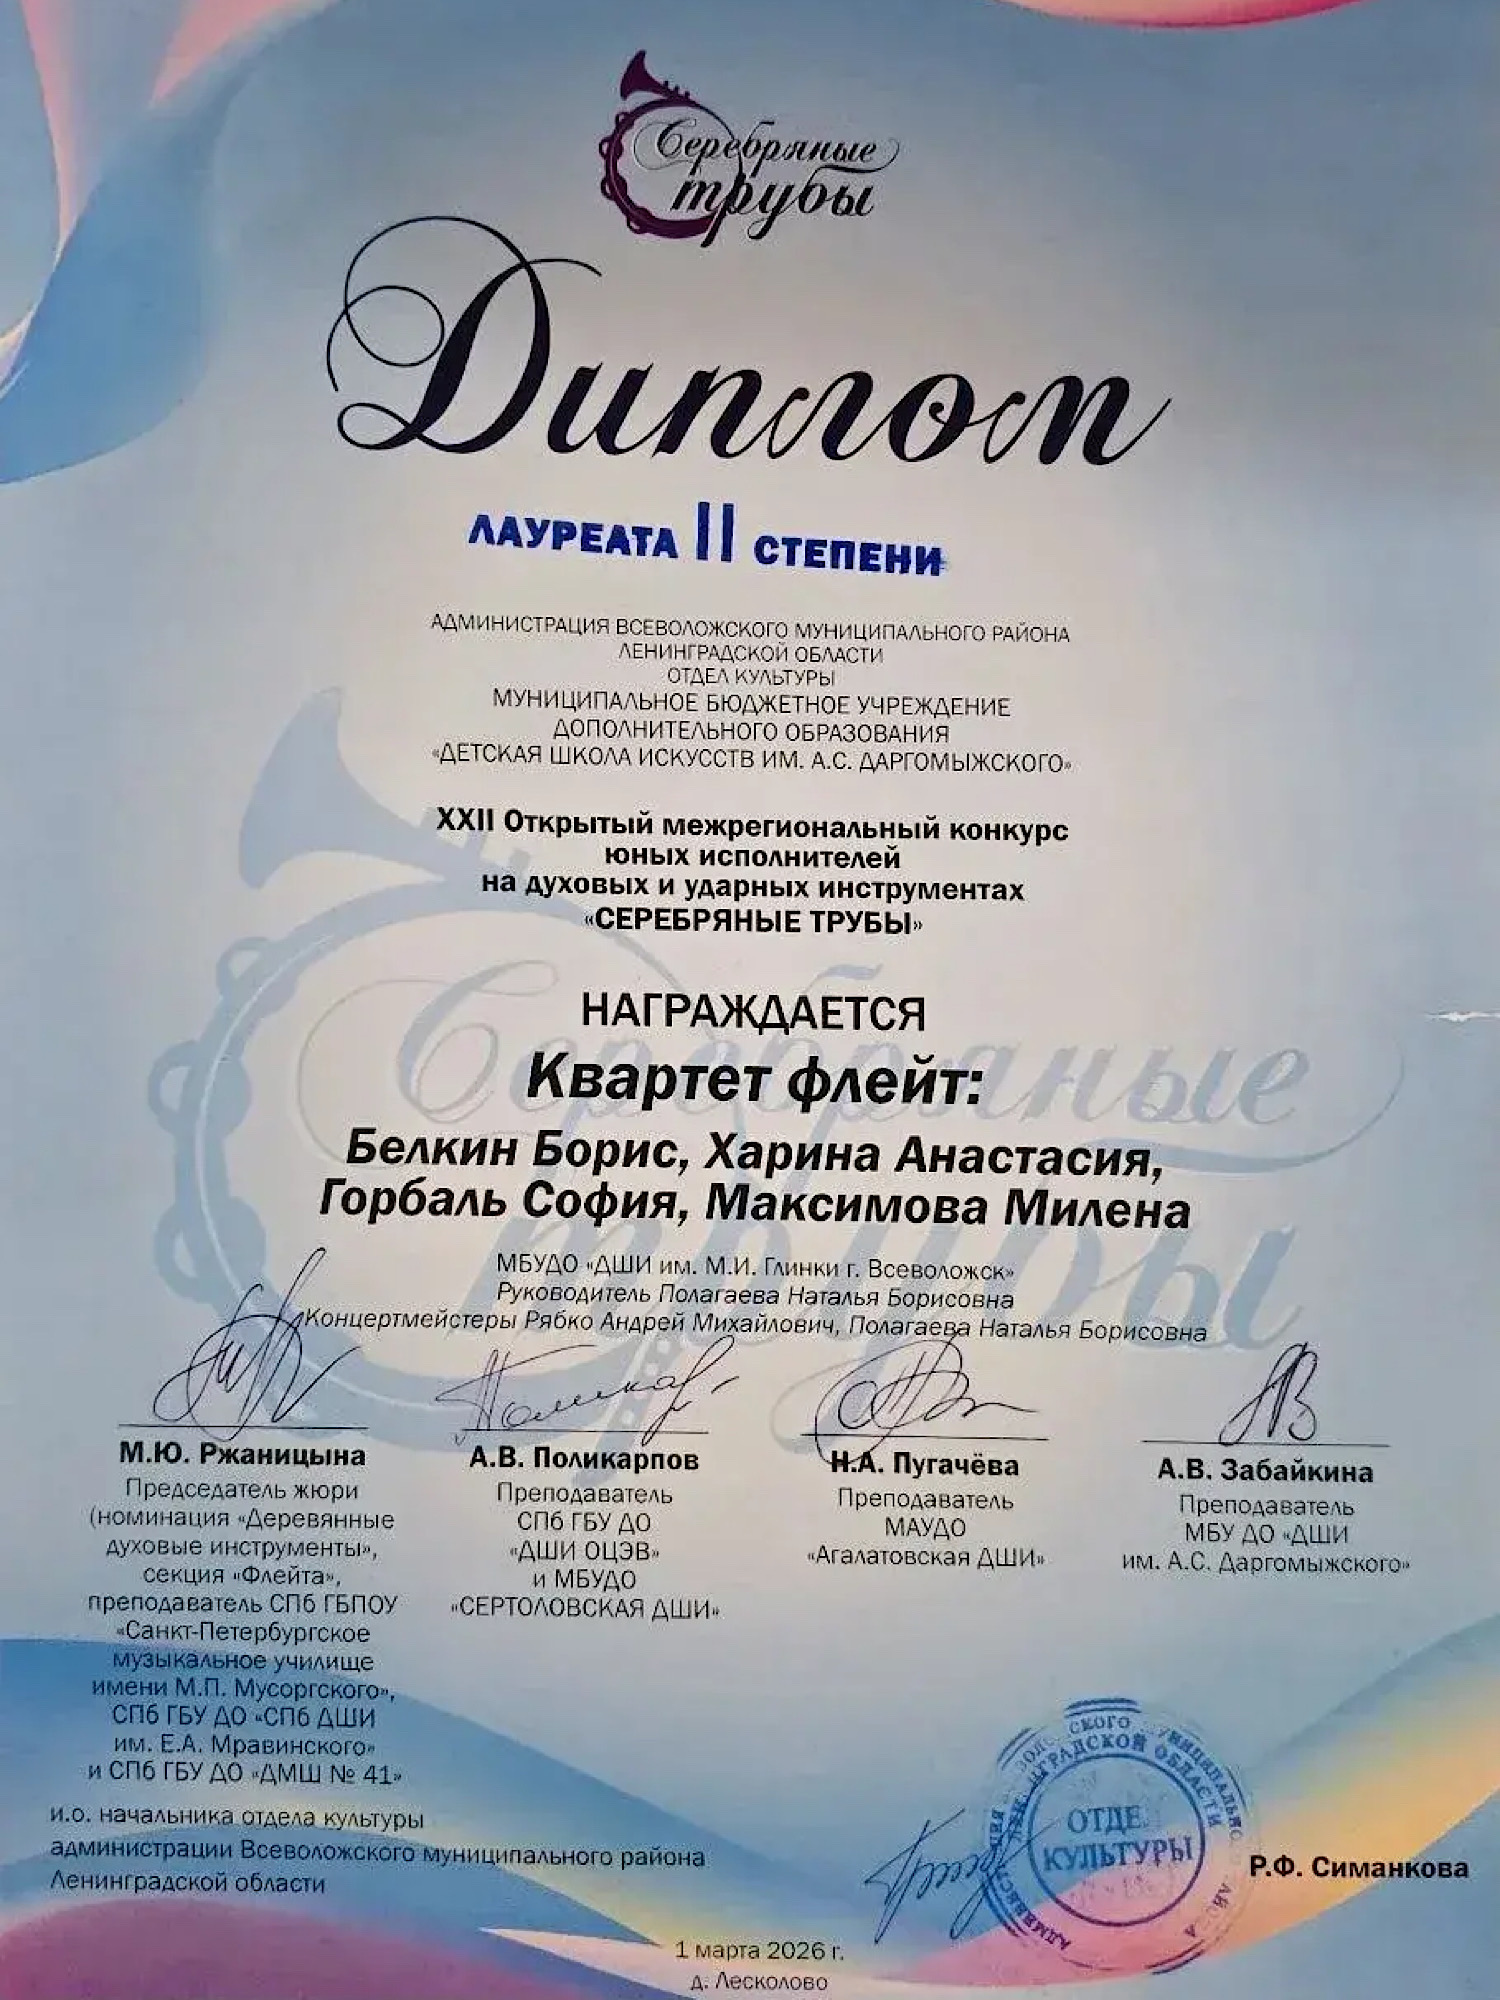 Серебряные
трубы
Диплом
ЛАУРЕАТА II СТЕПЕНИ
АДМИНИСТРАЦИЯ ВСЕВОЛОЖСКОГО МУНИЦИПАЛЬНОГО РАЙОНА
ЛЕНИНГРАДСКОЙ ОБЛАСТИ
ОТДЕЛ КУЛЬТУРЫ
МУНИЦИПАЛЬНОЕ БЮДЖЕТНОЕ УЧРЕЖДЕНИЕ
ДОПОЛНИТЕЛЬНОГО ОБРАЗОВАНИЯ
«ДЕТСКАЯ ШКОЛА ИСКУССТВ ИМ. А.С. ДАРГОМЫЖСКОГО»
XXII Открытый межрегиональный конкурс
юных исполнителей
на духовых и ударных инструментах
«СЕРЕБРЯНЫЕ ТРУБЫ»
НАГРАЖДАЕТСЯ
Серебряные
трубы
Квартет флейт:
Белкин Борис, Харина Анастасия,
Горбаль София, Максимова Милена
МБУДО «ДШИ им. М.И. Глинки г. Всеволожск»
Руководитель Полагаева Наталья Борисовна
Концертмейстеры Рябко Андрей Михайлович, Полагаева Наталья Борисовна
М.Ю. Ржаницына
Председатель жюри
(номинация «Деревянные
духовые инструменты»,
секция «Флейта»,
преподаватель СПб ГБПОУ
«Санкт-Петербургское
музыкальное училище
имени М.П. Мусоргского»,
СПб ГБУ ДО «СПб ДШИ
им. Е.А. Мравинского»
и СПб ГБУ ДО «ДМШ № 41»
А.В. Поликарпов
Преподаватель
СПб ГБУ ДО
«ДШИ ОЦЭВ»
и МБУДО
«СЕРТОЛОВСКАЯ ДШИ»
Н.А. Пугачёва
Преподаватель
МАУДО
«Агалатовская ДШИ»
А.В. Забайкина
Преподаватель
МБУ ДО «ДШИ
им. А.С. Даргомыжского»
и.о. начальника отдела культуры
администрации Всеволожского муниципального района
Ленинградской области
ОТДЕЛ
КУЛЬТУРЫ
Р.Ф. Симанкова
1 марта 2026 г.
д. Лесколово